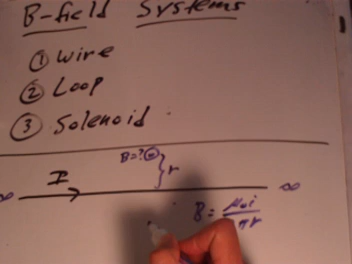 B-field Systems
① wire
② Loop
③ Solenoid
B=? ⊙ } r
∞ I ∞
B = μ₀i / πr